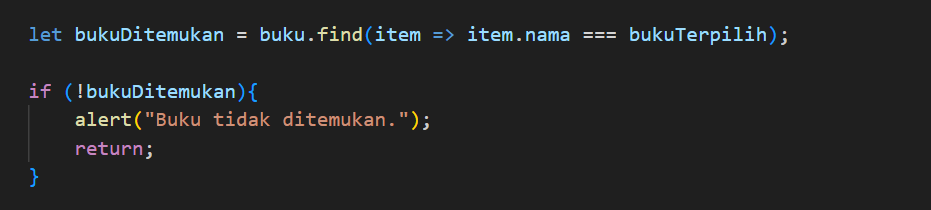 let bukuDitemukan = buku.find(item => item.nama === bukuTerpilih);
if (!bukuDitemukan){
alert("Buku tidak ditemukan.");
return;
}